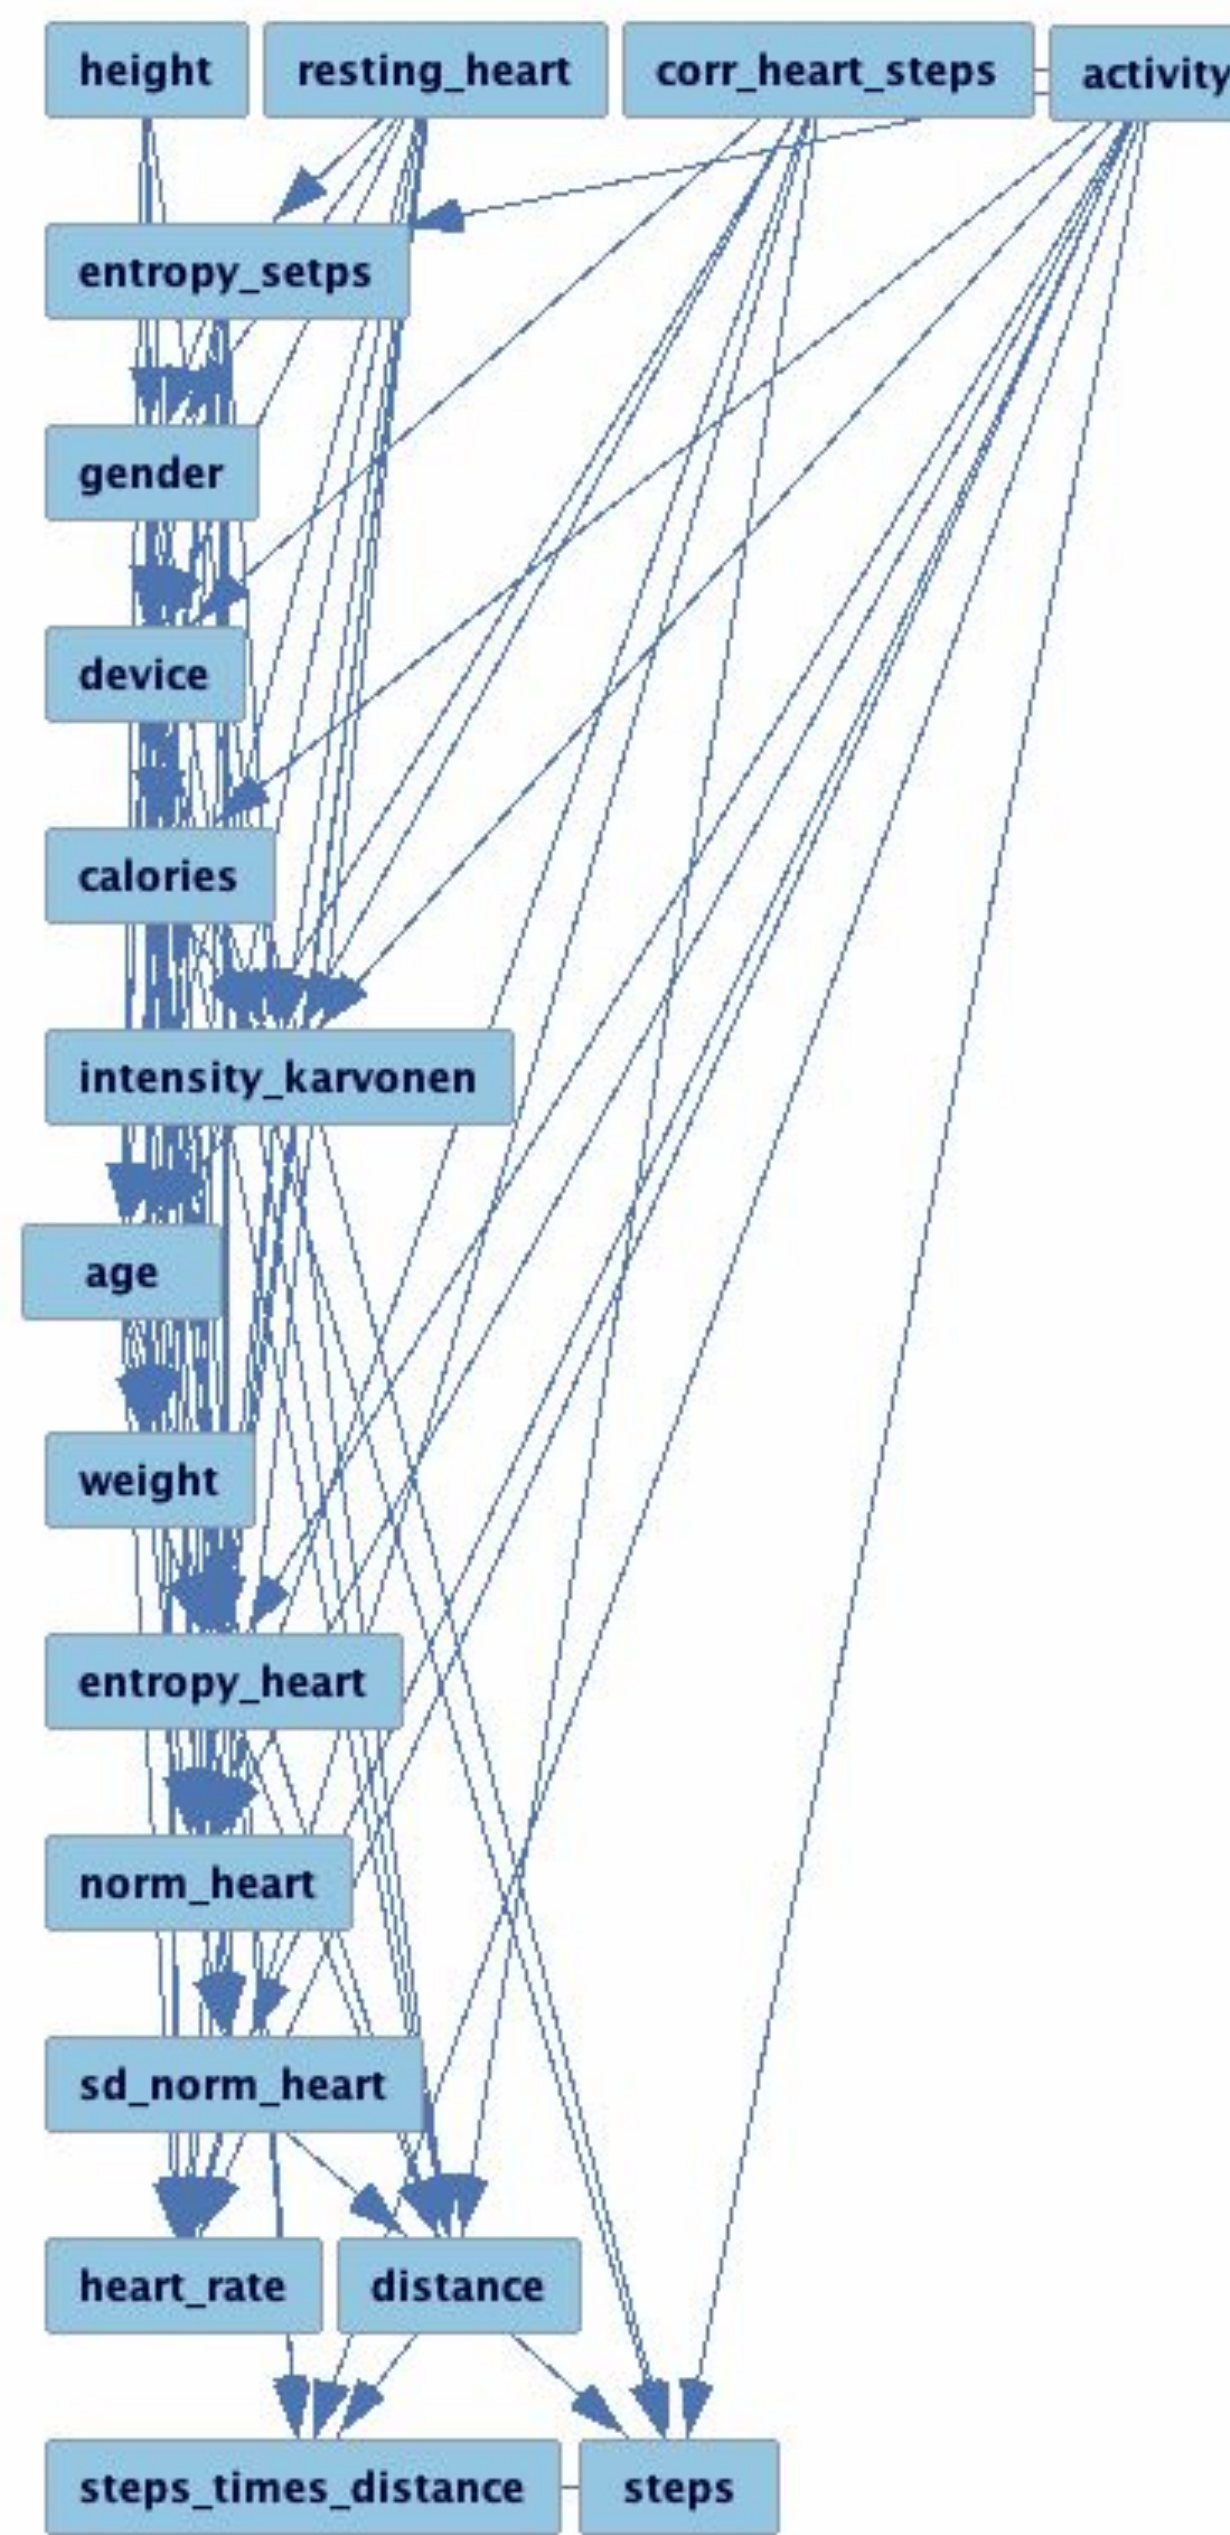 height
resting_heart
corr_heart_steps
activity
entropy_setps
gender
device
calories
intensity_karvonen
age
weight
entropy_heart
norm_heart
sd_norm_heart
heart_rate
distance
steps_times_distance
steps